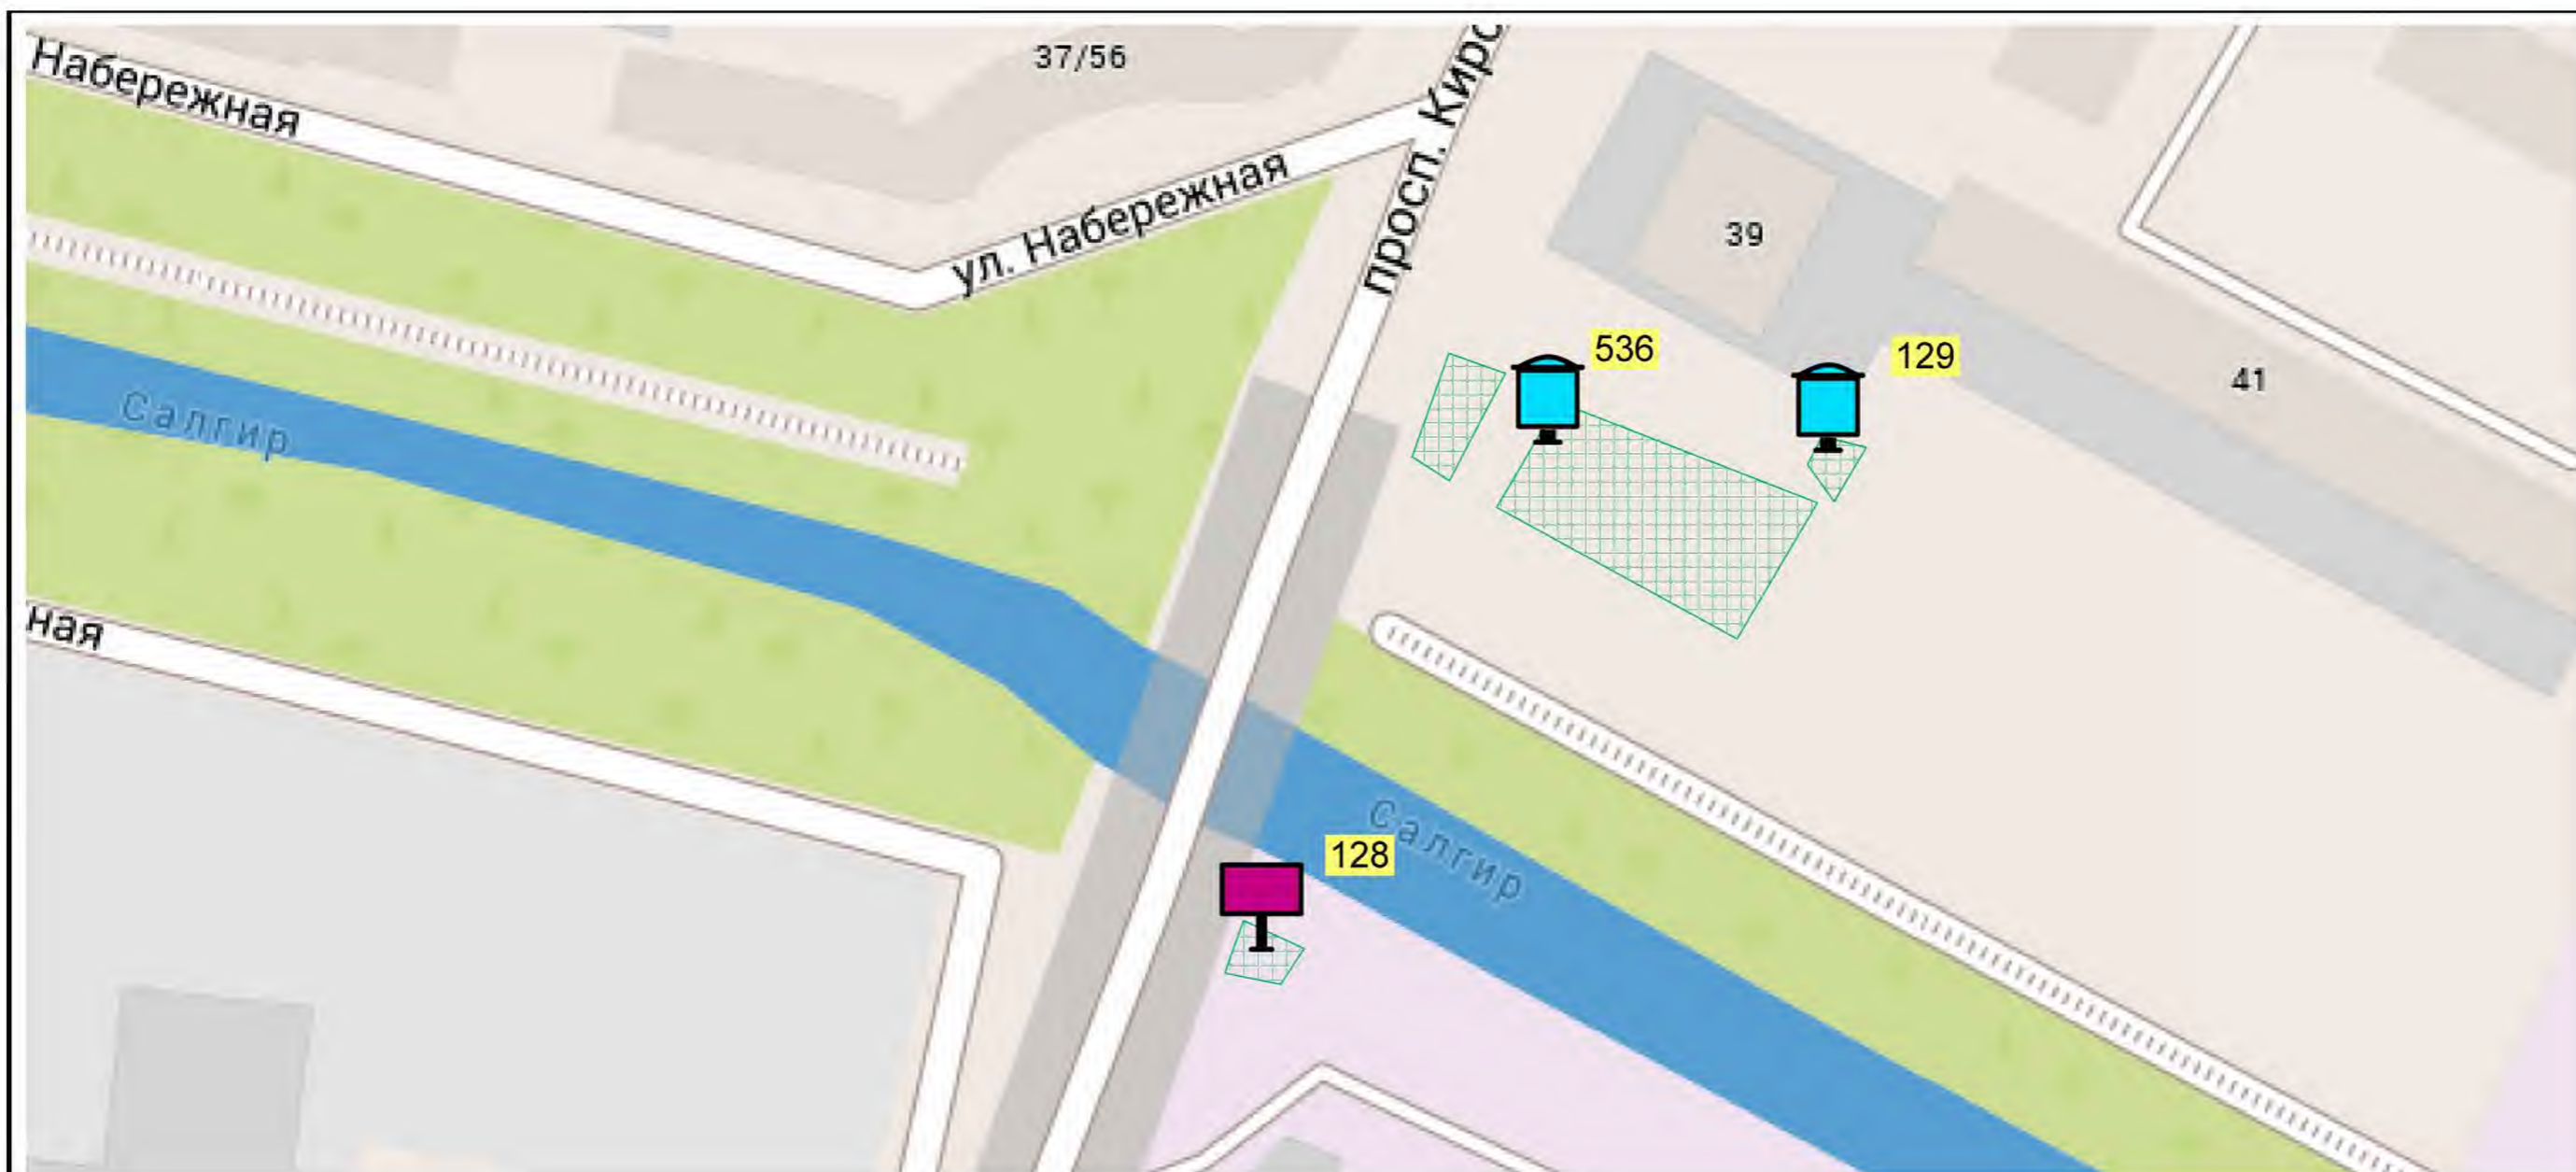 Набережная
37/56
просп. Киро
ул. Набережная
39
536
129
41
Салгир
ная
Салгир
128